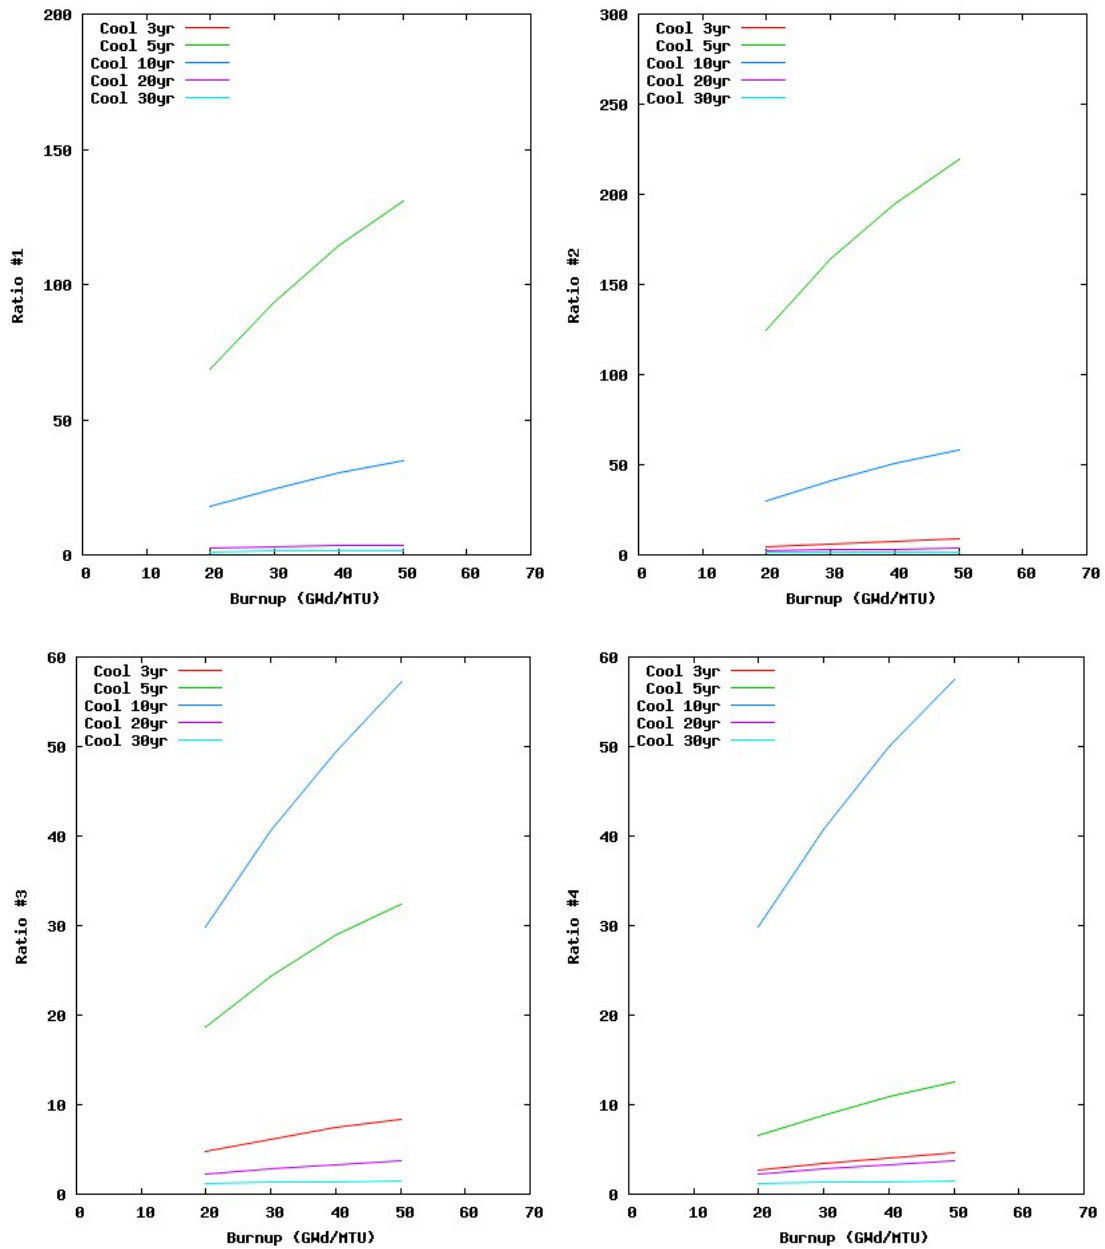 200
150
100
50
0
Ratio #1
Cool 3yr
Cool 5yr
Cool 10yr
Cool 20yr
Cool 30yr
0 10 20 30 40 50 60 70
Burnup (GWd/MTU)
300
250
200
150
100
50
0
Ratio #2
Cool 3yr
Cool 5yr
Cool 10yr
Cool 20yr
Cool 30yr
0 10 20 30 40 50 60 70
Burnup (GWd/MTU)
60
50
40
30
20
10
0
Ratio #3
Cool 3yr
Cool 5yr
Cool 10yr
Cool 20yr
Cool 30yr
0 10 20 30 40 50 60 70
Burnup (GWd/MTU)
60
50
40
30
20
10
0
Ratio #4
Cool 3yr
Cool 5yr
Cool 10yr
Cool 20yr
Cool 30yr
0 10 20 30 40 50 60 70
Burnup (GWd/MTU)